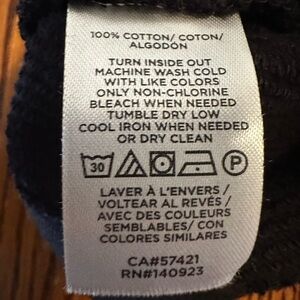 100% COTTON/ COTON/
ALGODÓN
TURN INSIDE OUT
MACHINE WASH COLD
WITH LIKE COLORS
ONLY NON-CHLORINE
BLEACH WHEN NEEDED
TUMBLE DRY LOW
COOL IRON WHEN NEEDED
OR DRY CLEAN
30 P
LAVER À L'ENVERS /
VOLTEAR AL REVÉS /
AVEC DES COULEURS
SEMBLABLES/ CON
COLORES SIMILARES
CA#57421
RN#140923